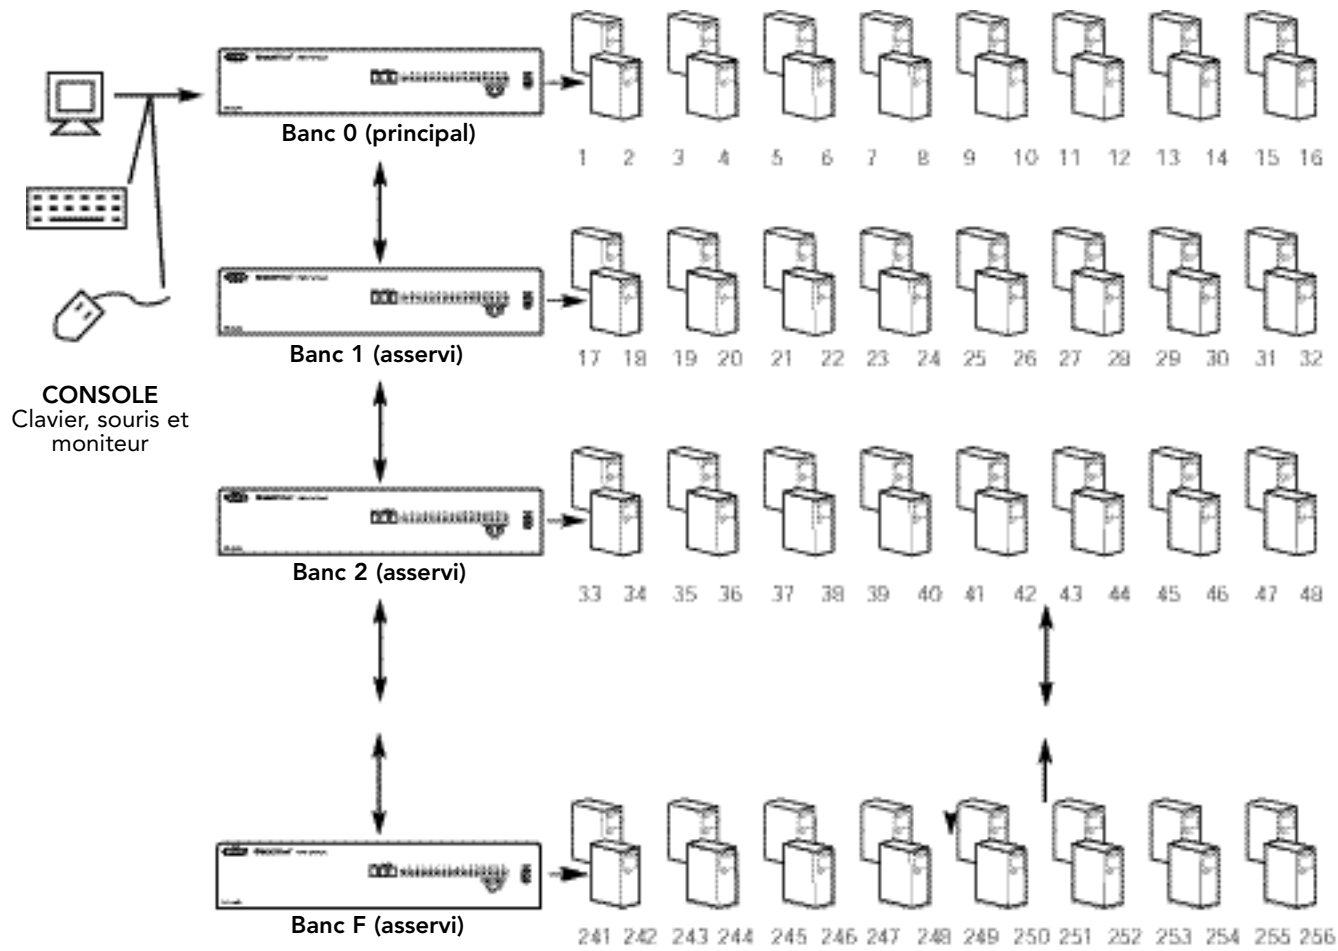 Banc 0 (principal)
1 2 3 4 5 6 7 8 9 10 11 12 13 14 15 16
Banc 1 (asservi)
17 18 19 20 21 22 23 24 25 26 27 28 29 30 31 32
CONSOLE
Clavier, souris et
moniteur
Banc 2 (asservi)
33 34 35 36 37 38 39 40 41 42 43 44 45 46 47 48
Banc F (asservi)
241 242 243 244 245 246 247 248 249 250 251 252 253 254 255 256